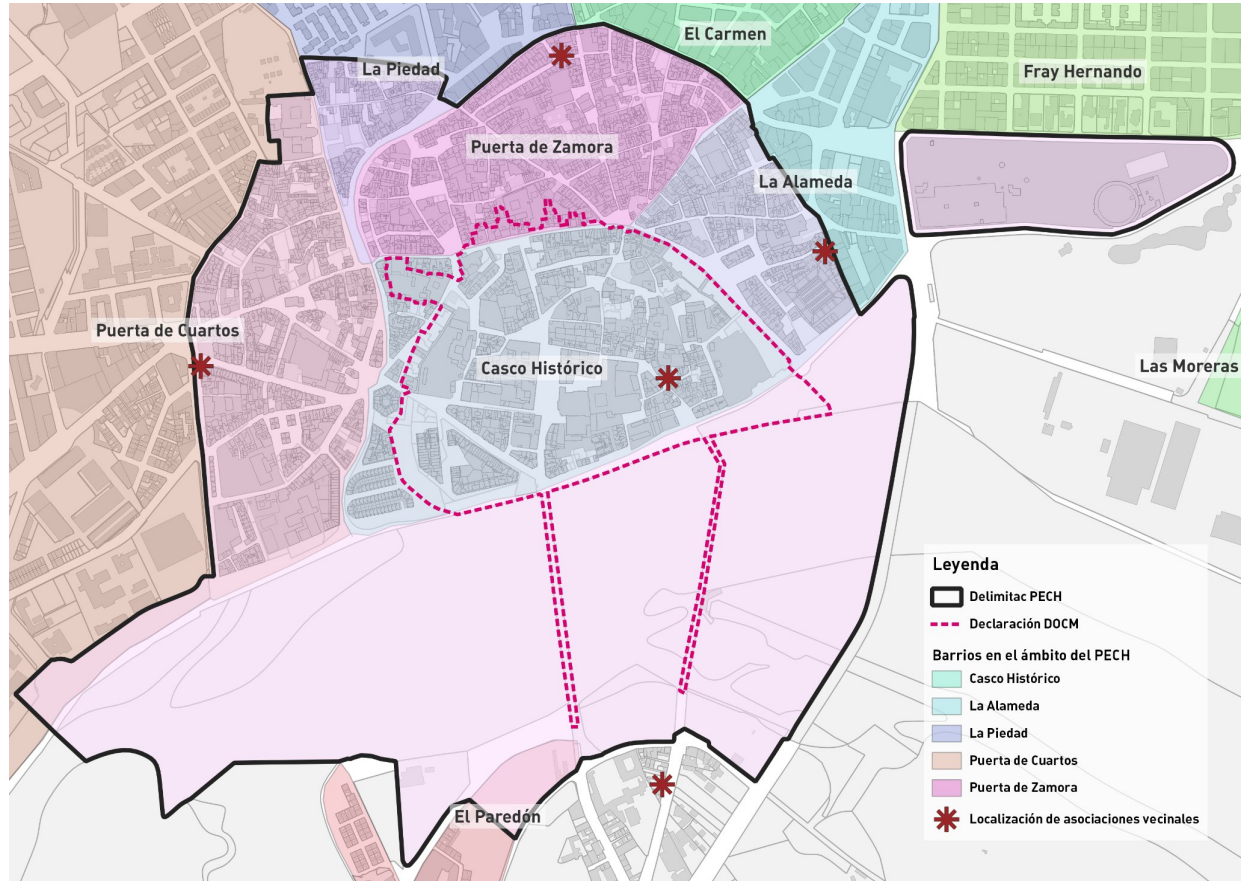 El Carmen
La Piedad
Fray Hernando
Puerta de Zamora
La Alameda
Puerta de Cuartos
Casco Histórico
Las Moreras
El Paredón
Leyenda
Delimitac PECH
Declaración DOCM
Barrios en el ámbito del PECH
Casco Histórico
La Alameda
La Piedad
Puerta de Cuartos
Puerta de Zamora
Localización de asociaciones vecinales